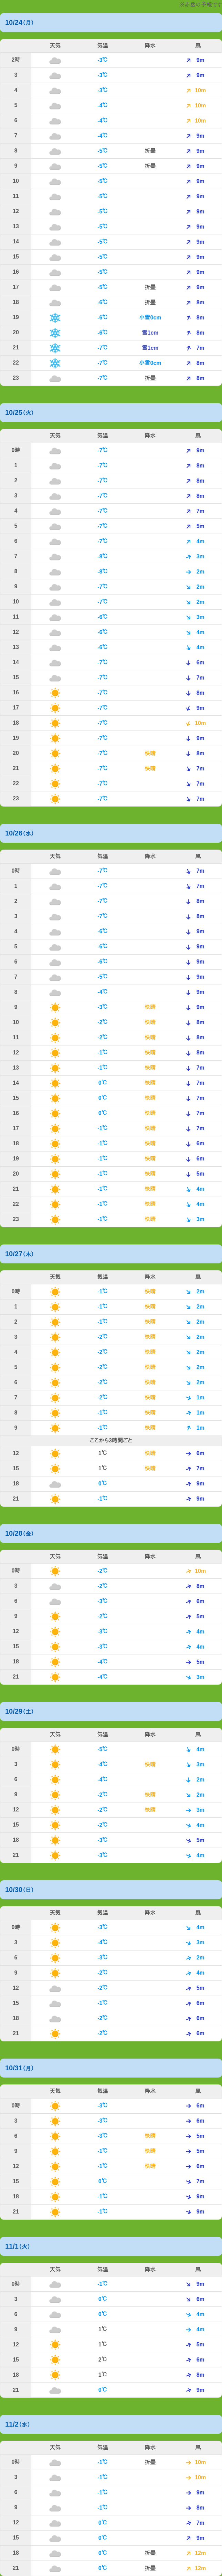 10/24(月)
天気 気温 降水 風
2時 -3℃ 9m
3 -3℃ 9m
4 -3℃ 10m
5 -4℃ 10m
6 -4℃ 10m
7 -4℃ 9m
8 -5℃ 折曇 9m
9 -5℃ 折曇 9m
10 -5℃ 9m
11 -5℃ 9m
12 -5℃ 9m
13 -5℃ 9m
14 -5℃ 9m
15 -5℃ 9m
16 -5℃ 9m
17 -5℃ 折曇 9m
18 -6℃ 折曇 8m
19 -6℃ 小雪0cm 8m
20 -6℃ 雪1cm 8m
21 -7℃ 雪1cm 7m
22 -7℃ 小雪0cm 8m
23 -7℃ 折曇 8m
10/25(火)
天気 気温 降水 風
0時 -7℃ 9m
1 -7℃ 8m
2 -7℃ 8m
3 -7℃ 8m
4 -7℃ 7m
5 -7℃ 5m
6 -7℃ 4m
7 3m
8 2m
9 -7℃ 2m
10 -7℃ 2m
11 -6℃ 3m
12 -6℃ 4m
13 -6℃ 4m
14 -7℃ 6m
15 -7℃ 7m
16 -7℃ 8m
17 -7℃ 9m
18 -7℃ 10m
19 -7℃ 9m
20 -7℃ 快晴 8m
21 -7℃ 快晴 7m
22 -7℃ 7m
23 -7℃ 7m
10/26(水)
天気 気温 降水 風
0時 -7℃ 7m
1 -7℃ 7m
2 -7℃ 8m
3 -7℃ 8m
4 -6℃ 9m
5 -6℃ 9m
6 -6℃ 9m
7 -5℃ 9m
8 -4℃ 9m
9 -3℃ 快晴 9m
10 -2℃ 快晴 8m
11 -2℃ 快晴 8m
12 -1℃ 快晴 8m
13 -1℃ 快晴 7m
14 0℃ 快晴 7m
15 0℃ 快晴 7m
16 0℃ 快晴 7m
17 -1℃ 快晴 7m
18 -1℃ 快晴 6m
19 -1℃ 快晴 6m
20 -1℃ 快晴 5m
21 -1℃ 快晴 4m
22 -1℃ 快晴 4m
23 -1℃ 快晴 3m
10/27(木)
天気 気温 降水 風
0時 -1℃ 快晴 2m
1 -1℃ 快晴 2m
2 -1℃ 快晴 2m
3 -2℃ 快晴 2m
4 -2℃ 快晴 2m
5 -2℃ 快晴 2m
6 -2℃ 快晴 2m
7 -2℃ 快晴 1m
8 -1℃ 快晴 1m
9 -1℃ 快晴 1m
ここから3時間ごと
12 1℃ 快晴 6m
15 1℃ 快晴 7m
18 0℃ 9m
21 -1℃ 9m
10/28(金)
天気 気温 降水 風
0時 -2℃ 10m
3 -2℃ 8m
6 -3℃ 6m
9 -2℃ 5m
12 -3℃ 4m
15 -3℃ 4m
18 -4℃ 5m
21 -4℃ 3m
10/29(土)
天気 気温 降水 風
0時 -5℃ 4m
3 -4℃ 快晴 3m
6 -4℃ 2m
9 -2℃ 快晴 2m
12 -2℃ 快晴 3m
15 -2℃ 4m
18 -3℃ 5m
21 -3℃ 4m
10/30(日)
天気 気温 降水 風
0時 -3℃ 4m
3 -4℃ 3m
6 -3℃ 2m
9 -2℃ 4m
12 -2℃ 5m
15 -1℃ 6m
18 -2℃ 6m
21 -2℃ 6m
10/31(月)
天気 気温 降水 風
0時 -3℃ 6m
3 -3℃ 6m
6 -3℃ 快晴 5m
9 -1℃ 快晴 5m
12 -1℃ 快晴 6m
15 0℃ 7m
18 -1℃ 9m
21 -1℃ 9m
11/1(火)
天気 気温 降水 風
0時 -1℃ 9m
3 0℃ 6m
6 0℃ 4m
9 1℃ 4m
12 1℃ 5m
15 2℃ 6m
18 1℃ 8m
21 0℃ 9m
11/2(水)
天気 気温 降水 風
0時 -1℃ 折曇 10m
3 -1℃ 10m
6 -1℃ 9m
9 -1℃ 8m
12 0℃ 7m
15 0℃ 9m
18 0℃ 折曇 12m
21 0℃ 折曇 12m